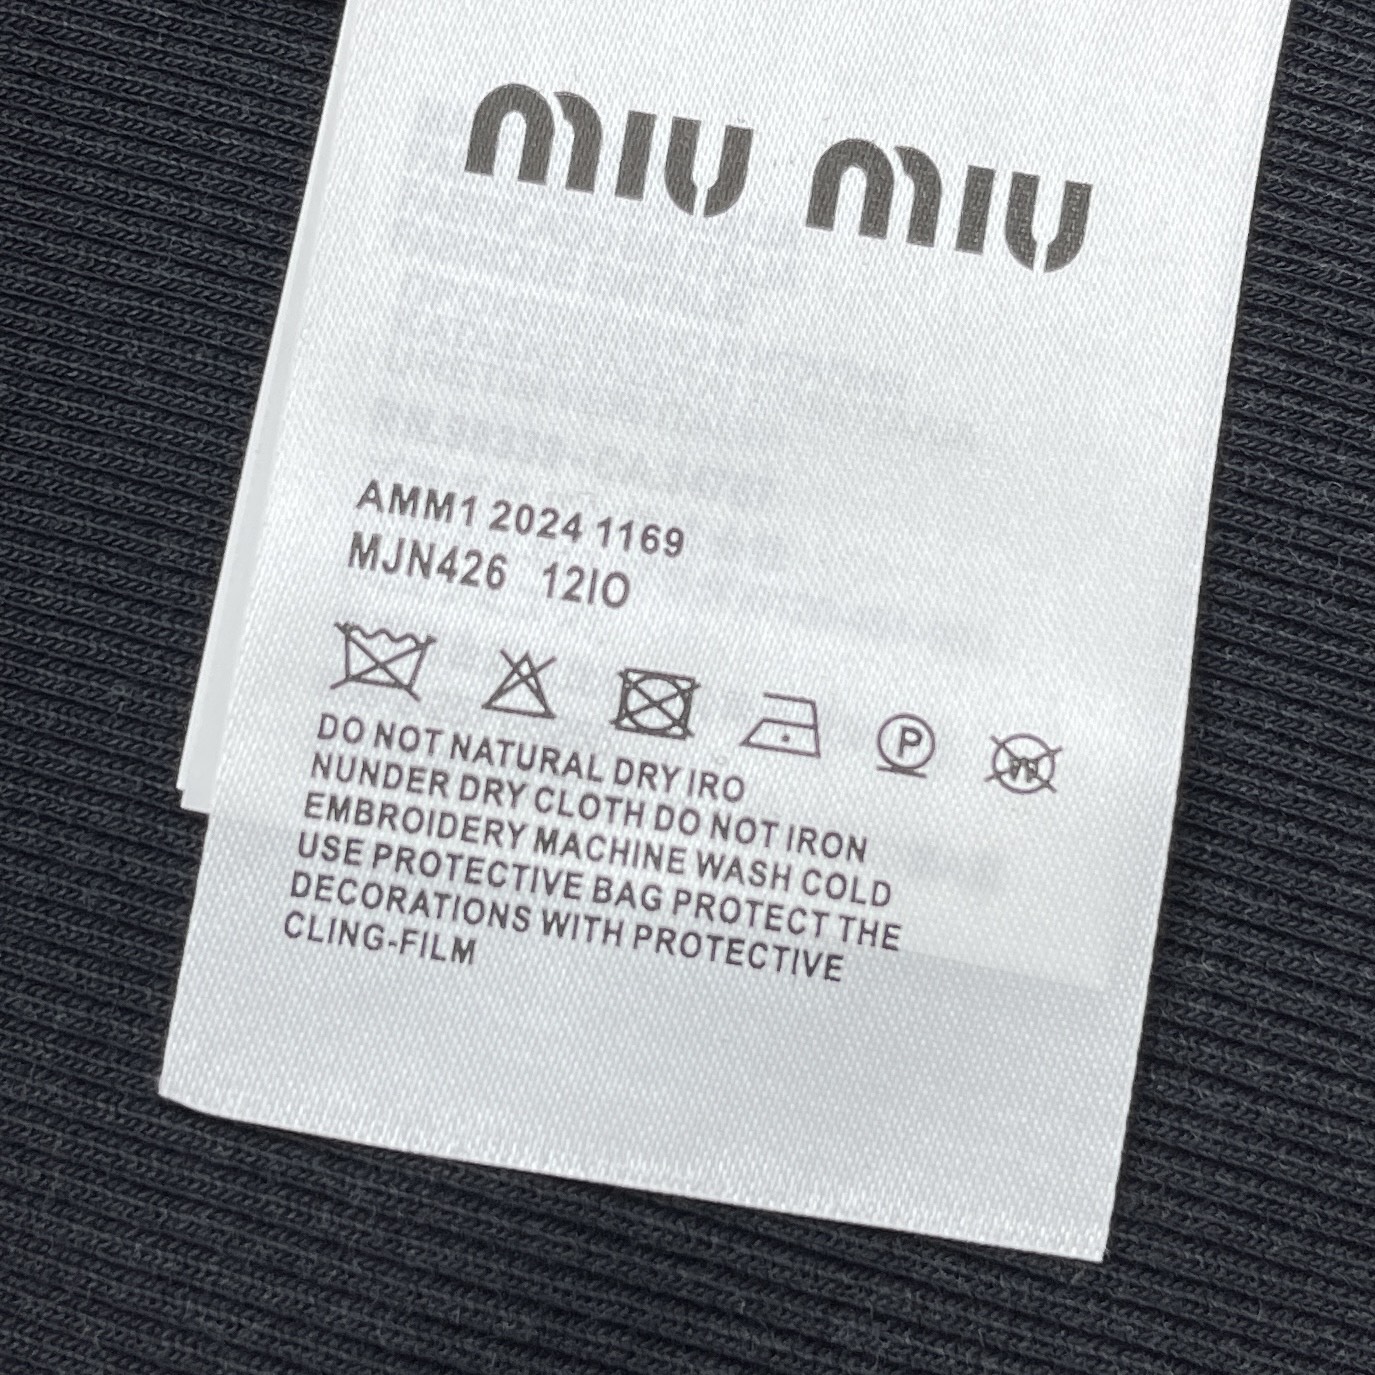 MIU MIU
AMM1 2024 1169
MJN426 12IO
P
W
DO NOT NATURAL DRY IRO
NUNDER DRY CLOTH DO NOT IRON
EMBROIDERY MACHINE WASH COLD
USE PROTECTIVE BAG PROTECT THE
DECORATIONS WITH PROTECTIVE
CLING-FILM